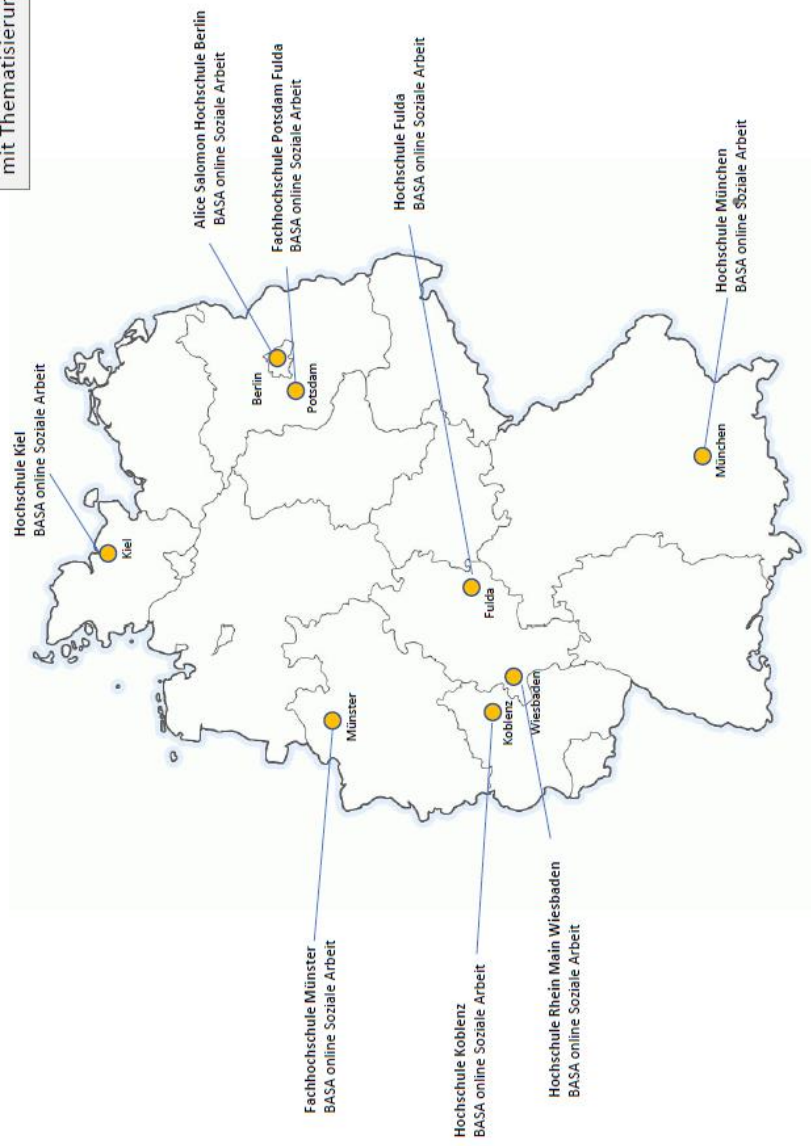 mit Thematisierun
Hochschule Kiel
BASA online Soziale Arbeit
Kiel
Alice Salomon Hochschule Berlin
BASA online Soziale Arbeit
Berlin
Fachhochschule Potsdam Fulda
BASA online Soziale Arbeit
Potsdam
Fachhochschule Münster
BASA online Soziale Arbeit
Münster
Hochschule Fulda
BASA online Soziale Arbeit
Fulda
Hochschule Koblenz
BASA online Soziale Arbeit
Koblenz
Wiesbaden
Hochschule Rhein Main Wiesbaden
BASA online Soziale Arbeit
München
Hochschule München
BASA online Soziale Arbeit